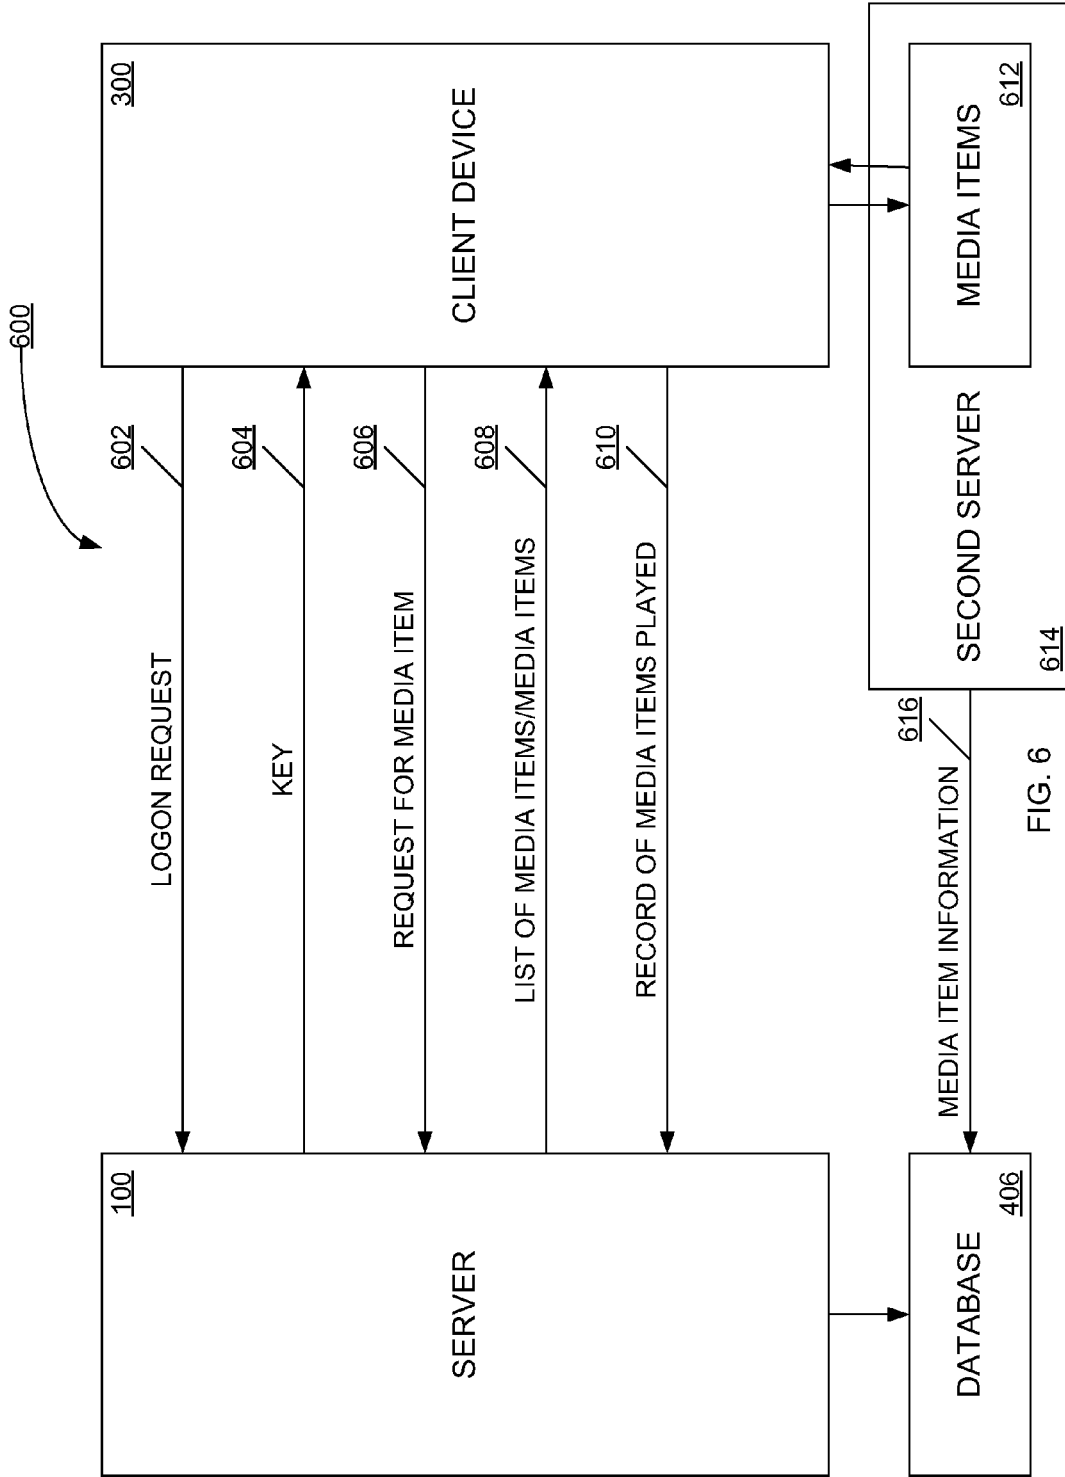 600
SERVER
100
CLIENT DEVICE
300
LOGON REQUEST
602
KEY
604
REQUEST FOR MEDIA ITEM
606
LIST OF MEDIA ITEMS/MEDIA ITEMS
608
RECORD OF MEDIA ITEMS PLAYED
610
DATABASE
406
MEDIA ITEM INFORMATION
616
SECOND SERVER
614
MEDIA ITEMS
612
FIG. 6